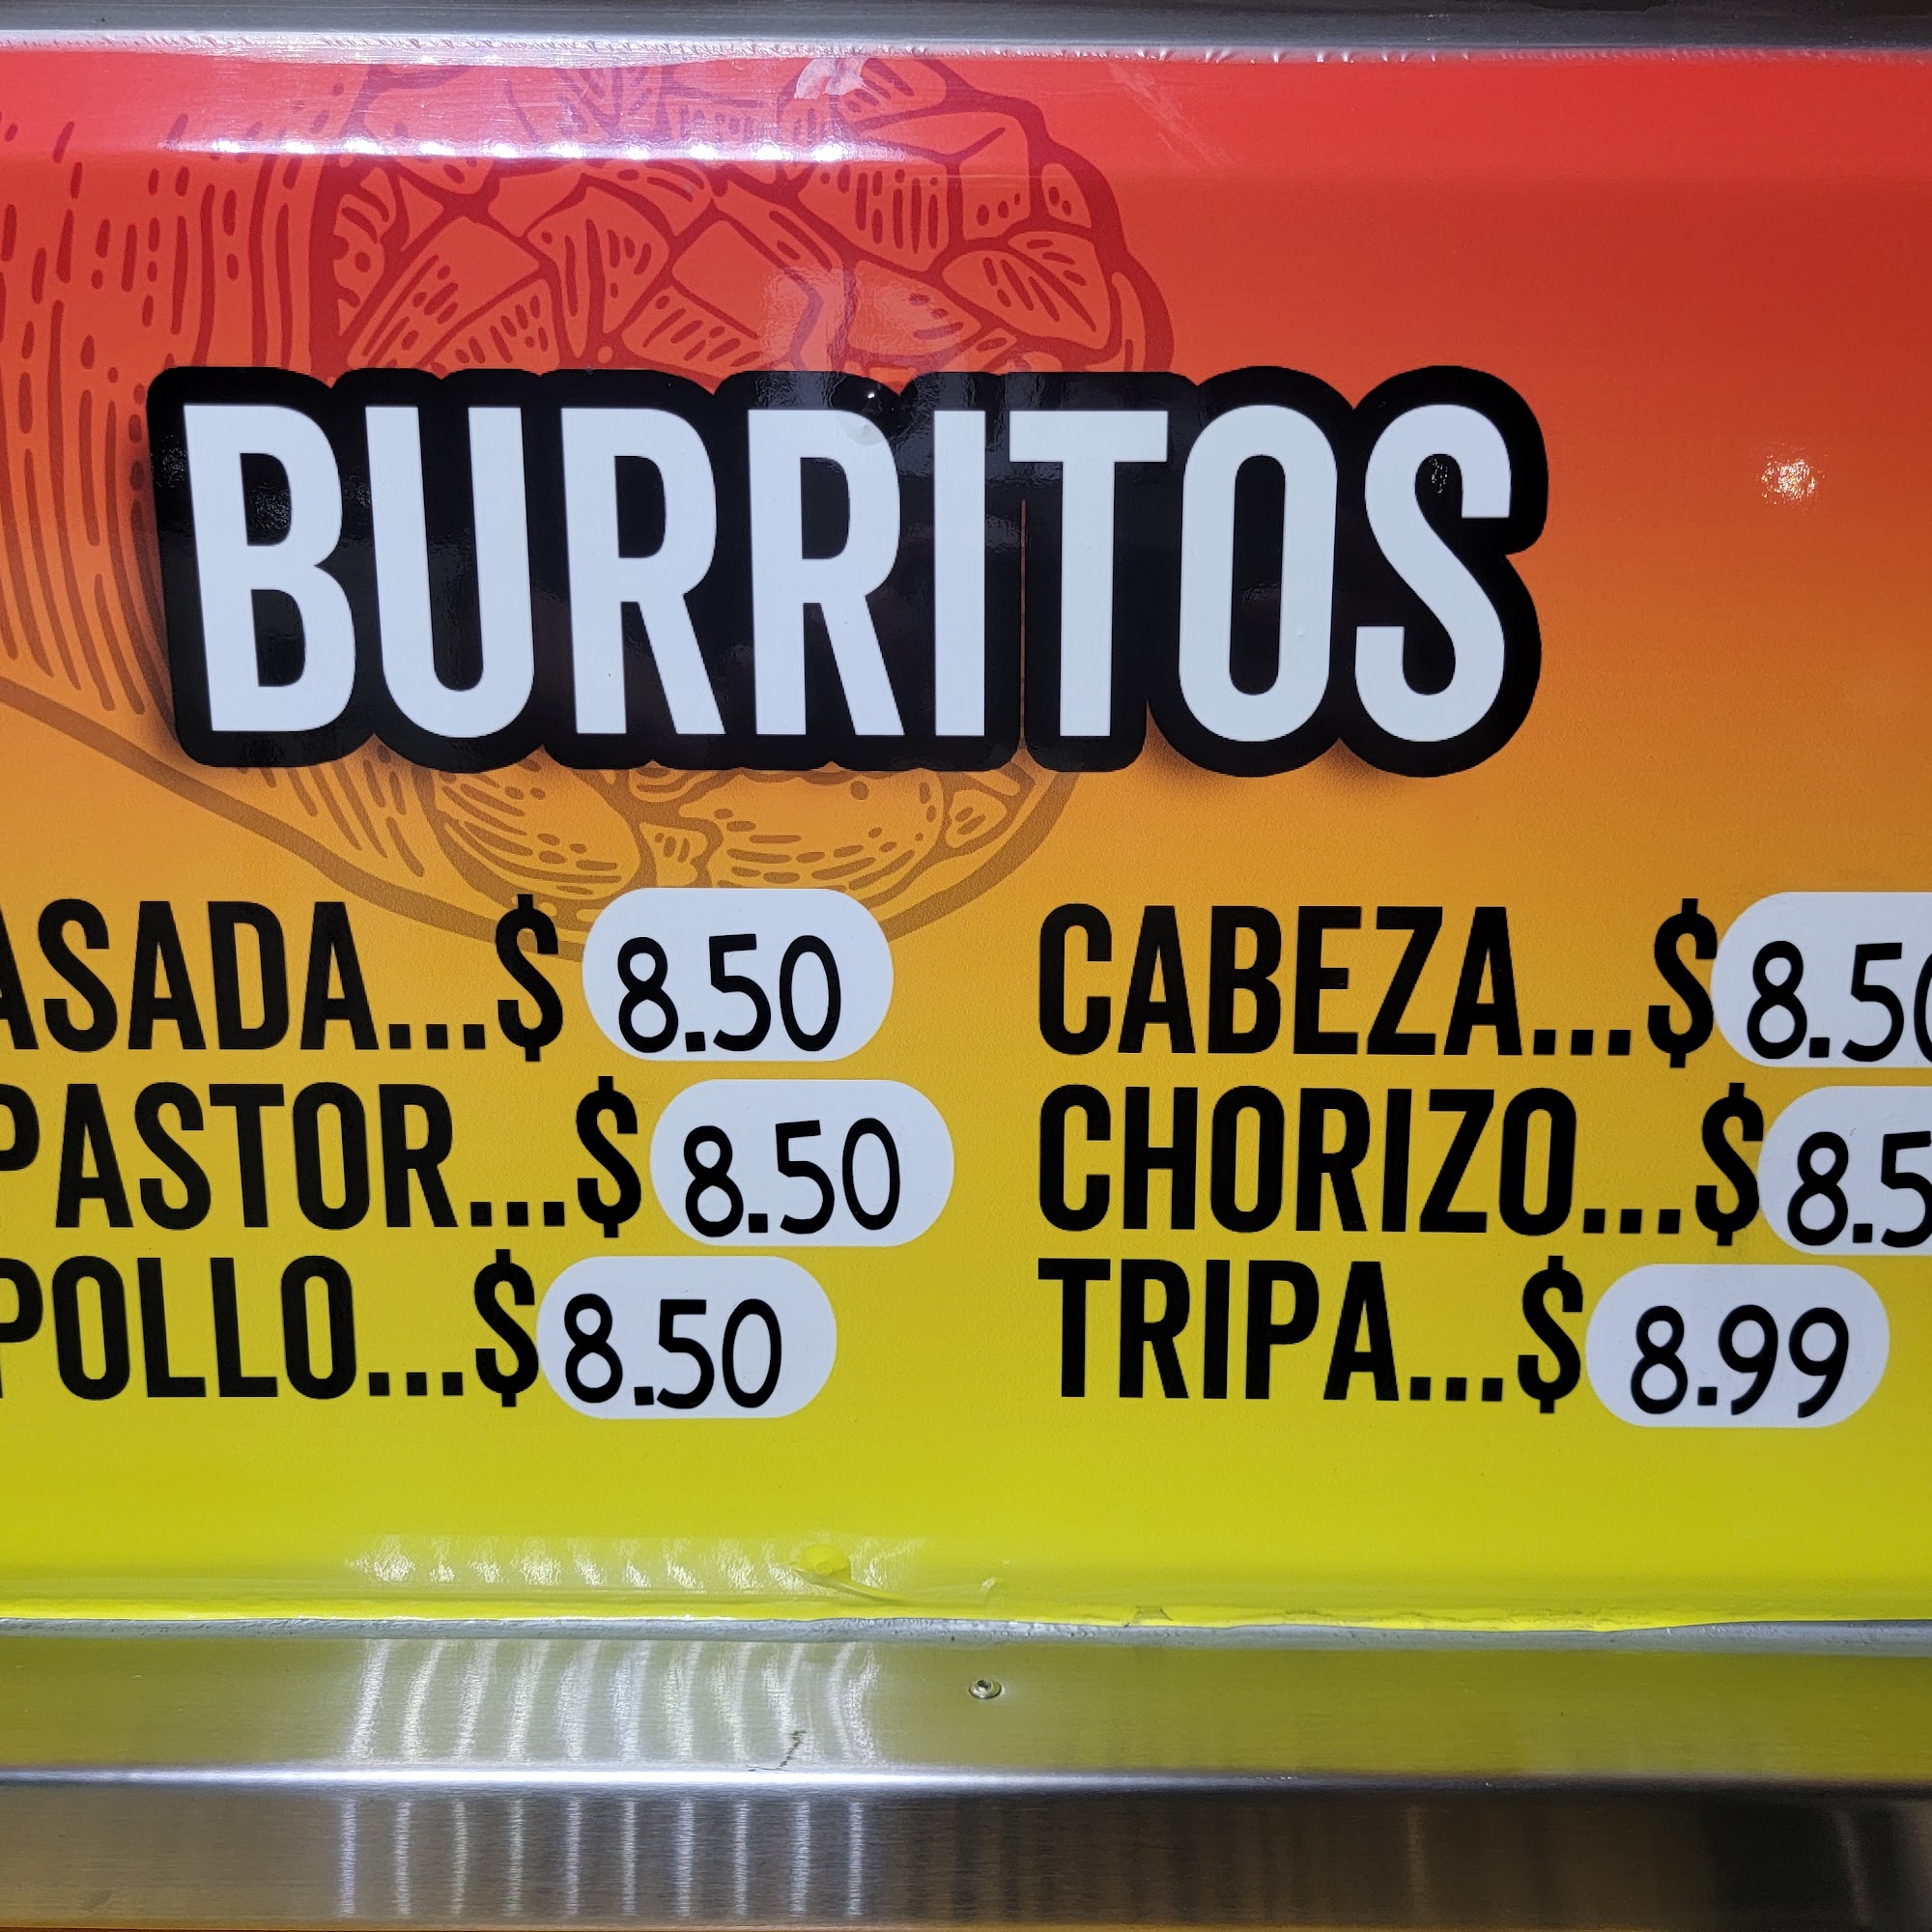 BURRITOS
ASADA...$ 8.50
PASTOR...$ 8.50
POLLO...$ 8.50
CABEZA...$ 8.50
CHORIZO...$ 8.5
TRIPA...$ 8.99